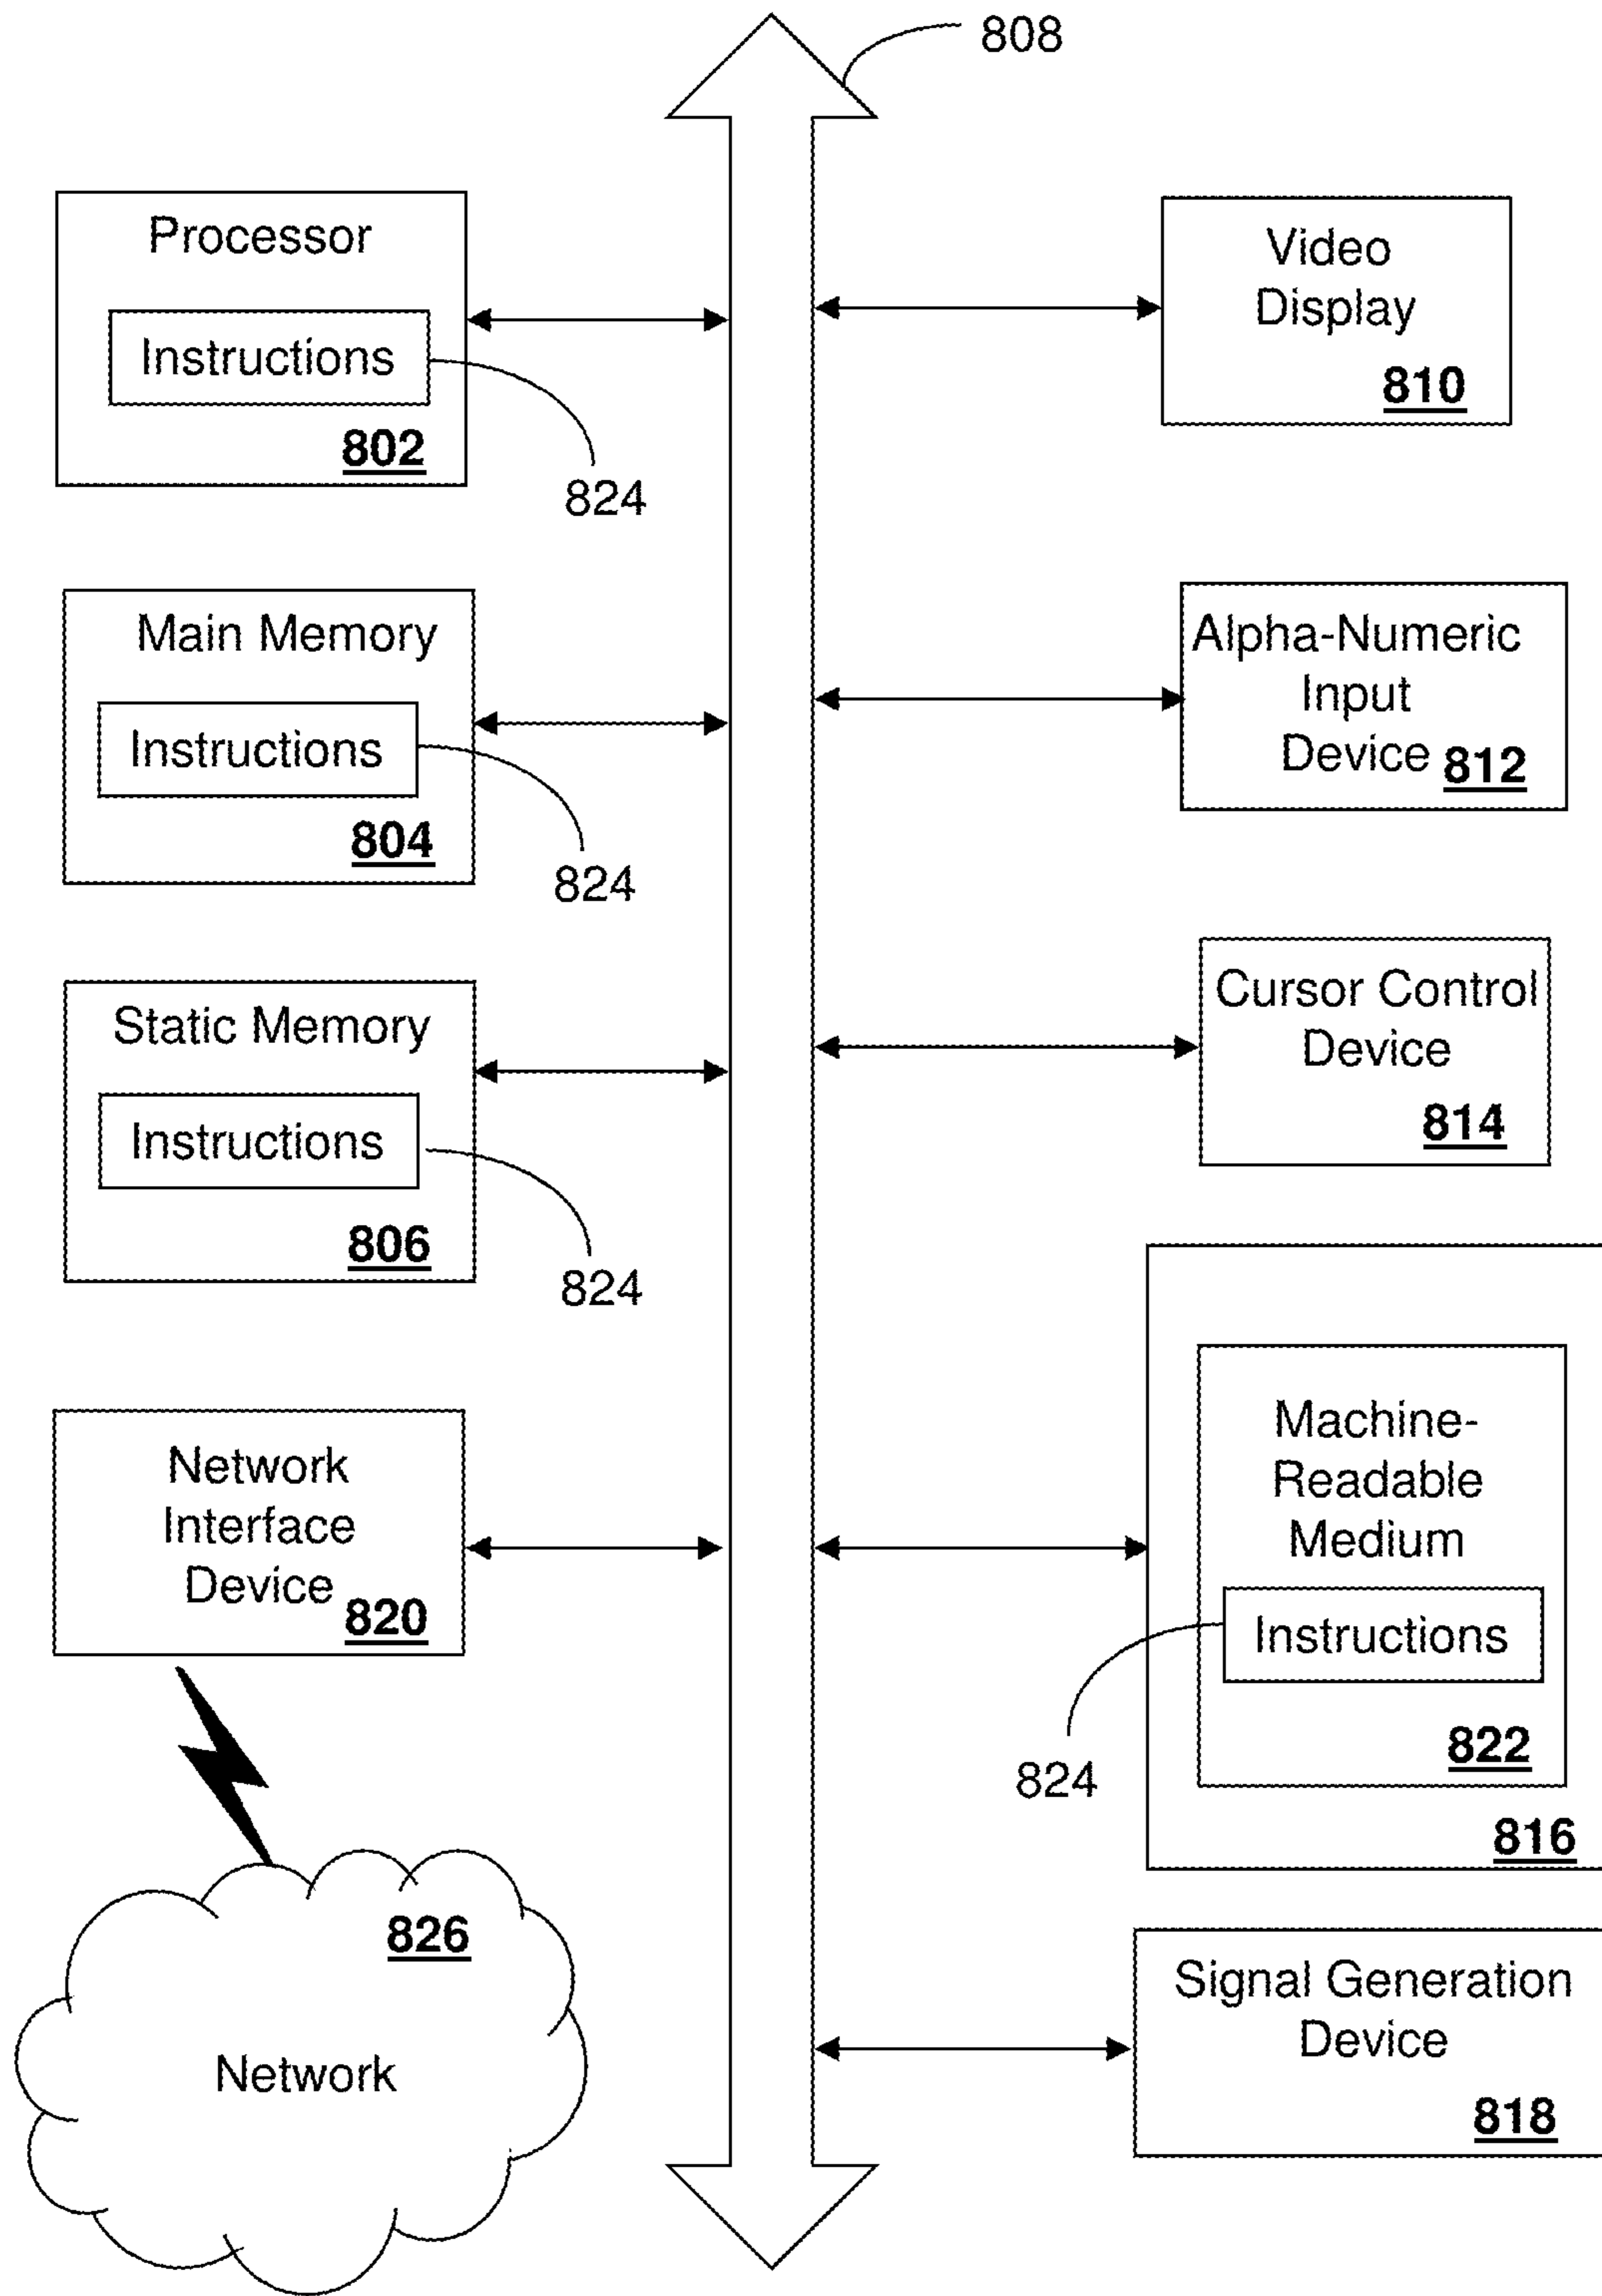 808
Processor
Instructions
802
824
Main Memory
Instructions
804
824
Static Memory
Instructions
806
824
Network
Interface
Device
820
826
Network
Video
Display
810
Alpha-Numeric
Input
Device
812
Cursor Control
Device
814
Machine-
Readable
Medium
Instructions
822
824
816
Signal Generation
Device
818